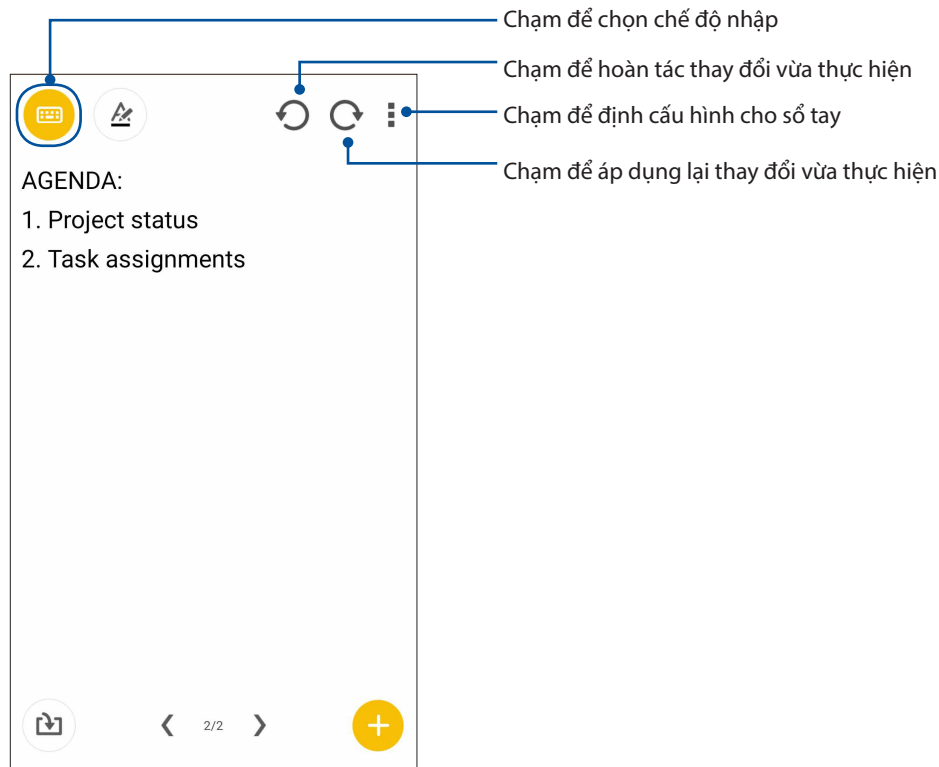 Chạm để chọn chế độ nhập
Chạm để hoàn tác thay đổi vừa thực hiện
Chạm để định cấu hình cho sổ tay
Chạm để áp dụng lại thay đổi vừa thực hiện
AGENDA:
1. Project status
2. Task assignments
2/2